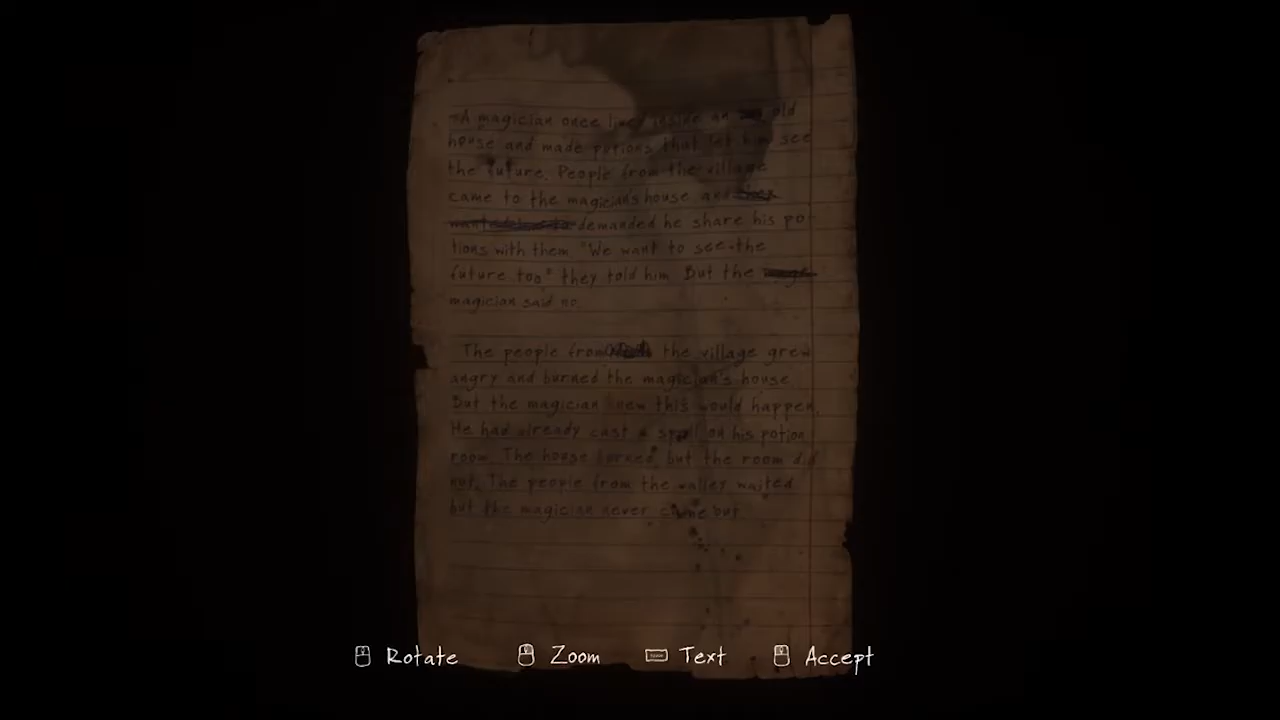 A magician once lived inside an old
house and made potions that let him see
the future. People from the village
came to the magician's house and they
wanted him to demanded he share his po-
tions with them "We want to see the
future too" they told him. But the
magician said no.
The people from the village grew
angry and burned the magician's house.
But the magician knew this would happen.
He had already cast a spell on his potion
room. The house burned but the room did
not. The people from the valley waited
but the magician never came out
Rotate Zoom Text Accept